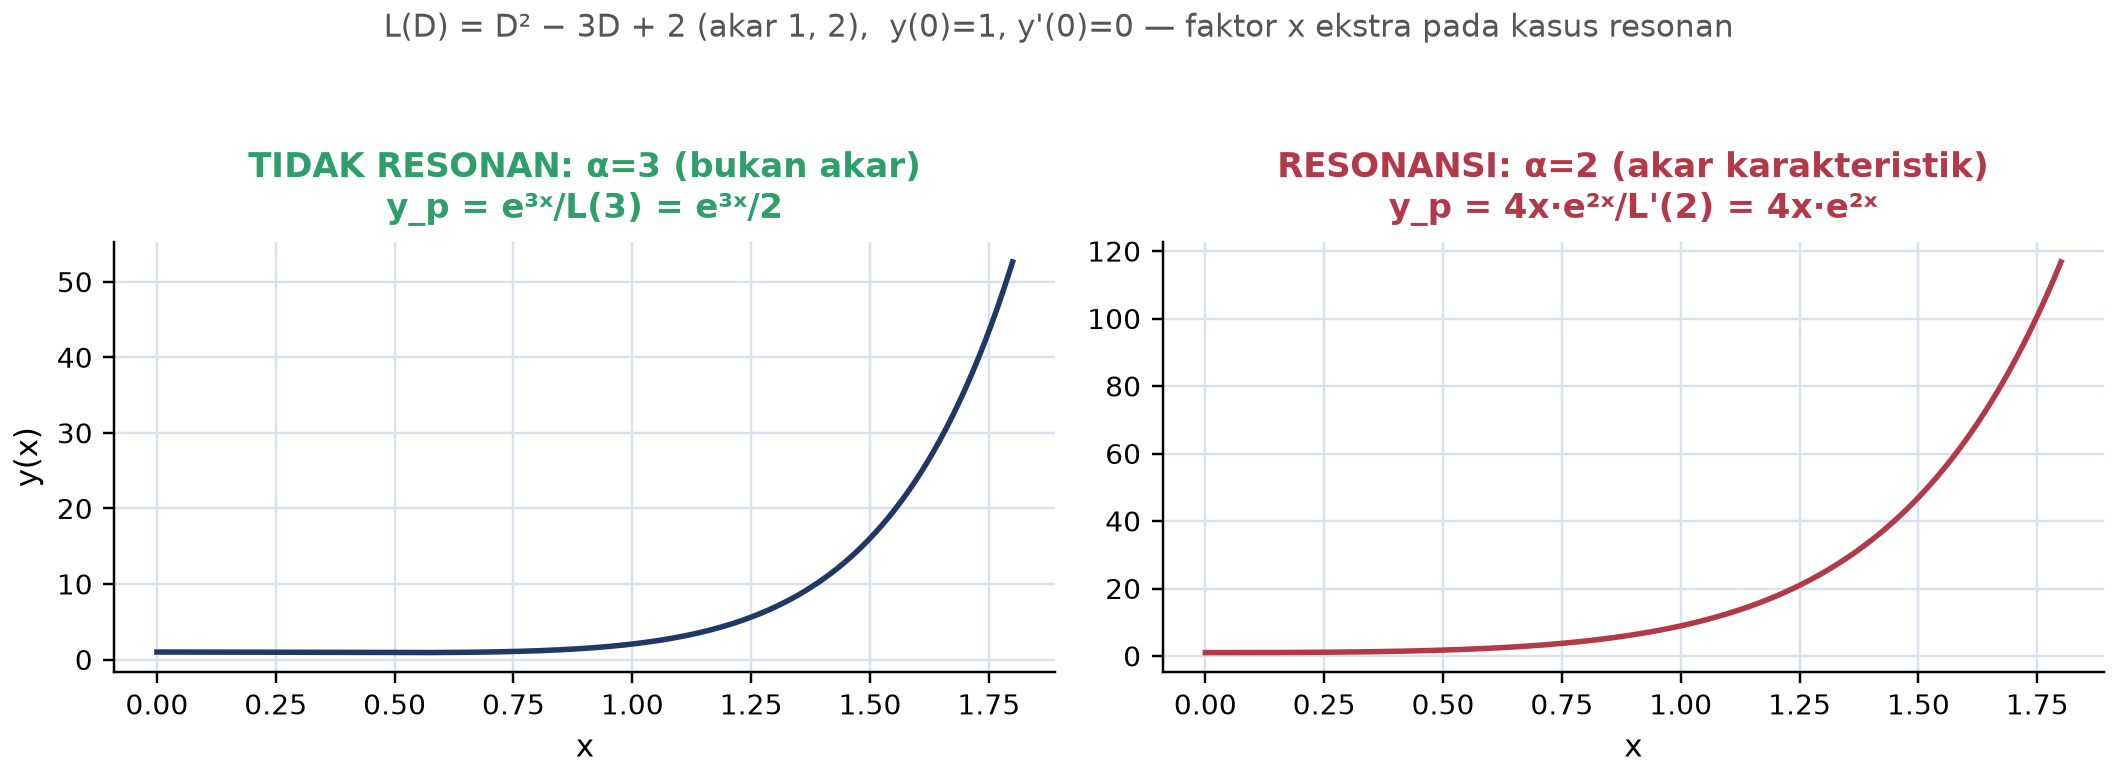 L(D) = D² − 3D + 2 (akar 1, 2),  y(0)=1, y'(0)=0 — faktor x ekstra pada kasus resonan
TIDAK RESONAN: α=3 (bukan akar)
y_p = e³ˣ/L(3) = e³ˣ/2
y(x)
50
40
30
20
10
0
0.00 0.25 0.50 0.75 1.00 1.25 1.50 1.75
x
RESONANSI: α=2 (akar karakteristik)
y_p = 4x·e²ˣ/L'(2) = 4x·e²ˣ
120
100
80
60
40
20
0
0.00 0.25 0.50 0.75 1.00 1.25 1.50 1.75
x